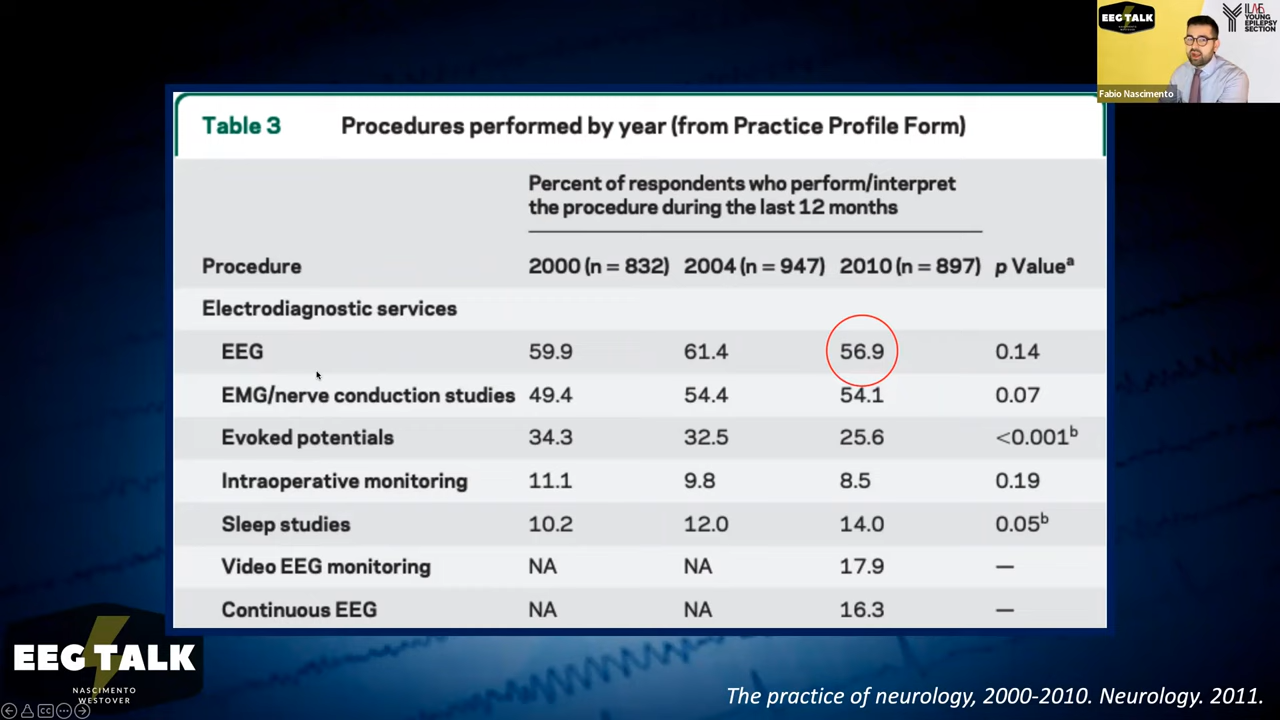 EEG TALK
NASCIMENTO
WESTOVER
ILAE
YOUNG
EPILEPSY
SECTION
Fabio Nascimento
Table 3 Procedures performed by year (from Practice Profile Form)
Percent of respondents who perform/interpret
the procedure during the last 12 months
Procedure 2000 (n = 832) 2004 (n = 947) 2010 (n = 897) p Valueᵃ
Electrodiagnostic services
EEG 59.9 61.4 56.9 0.14
EMG/nerve conduction studies 49.4 54.4 54.1 0.07
Evoked potentials 34.3 32.5 25.6 <0.001ᵇ
Intraoperative monitoring 11.1 9.8 8.5 0.19
Sleep studies 10.2 12.0 14.0 0.05ᵇ
Video EEG monitoring NA NA 17.9 —
Continuous EEG NA NA 16.3 —
EEG TALK
NASCIMENTO
WESTOVER
CC
The practice of neurology, 2000-2010. Neurology. 2011.